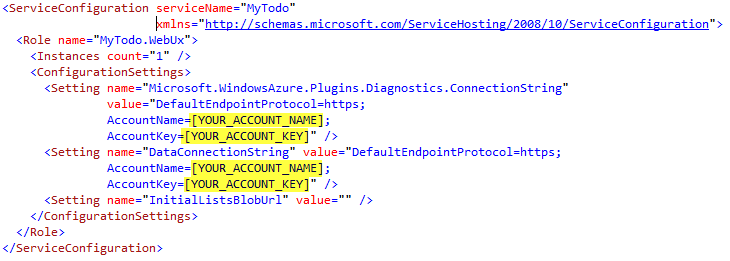 <ServiceConfiguration serviceName="MyTodo"
xmlns="http://schemas.microsoft.com/ServiceHosting/2008/10/ServiceConfiguration">
<Role name="MyTodo.WebUx">
<Instances count="1" />
<ConfigurationSettings>
<Setting name="Microsoft.WindowsAzure.Plugins.Diagnostics.ConnectionString"
value="DefaultEndpointProtocol=https;
AccountName=[YOUR_ACCOUNT_NAME];
AccountKey=[YOUR_ACCOUNT_KEY]" />
<Setting name="DataConnectionString" value="DefaultEndpointProtocol=https;
AccountName=[YOUR_ACCOUNT_NAME];
AccountKey=[YOUR_ACCOUNT_KEY]" />
<Setting name="InitialListsBlobUrl" value="" />
</ConfigurationSettings>
</Role>
</ServiceConfiguration>